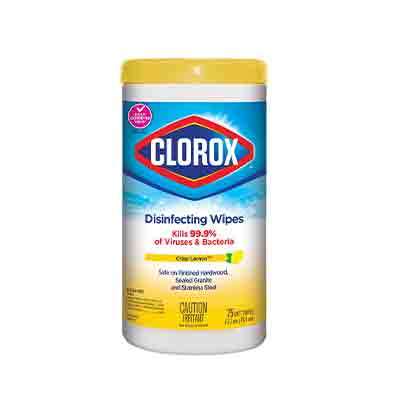 CLOROX
Disinfecting Wipes
Kills 99.9%
of Viruses & Bacteria
Crisp Lemon
Safe on Finished Hardwood,
Sealed Granite
and Stainless Steel
CAUTION
IRRITANT
75